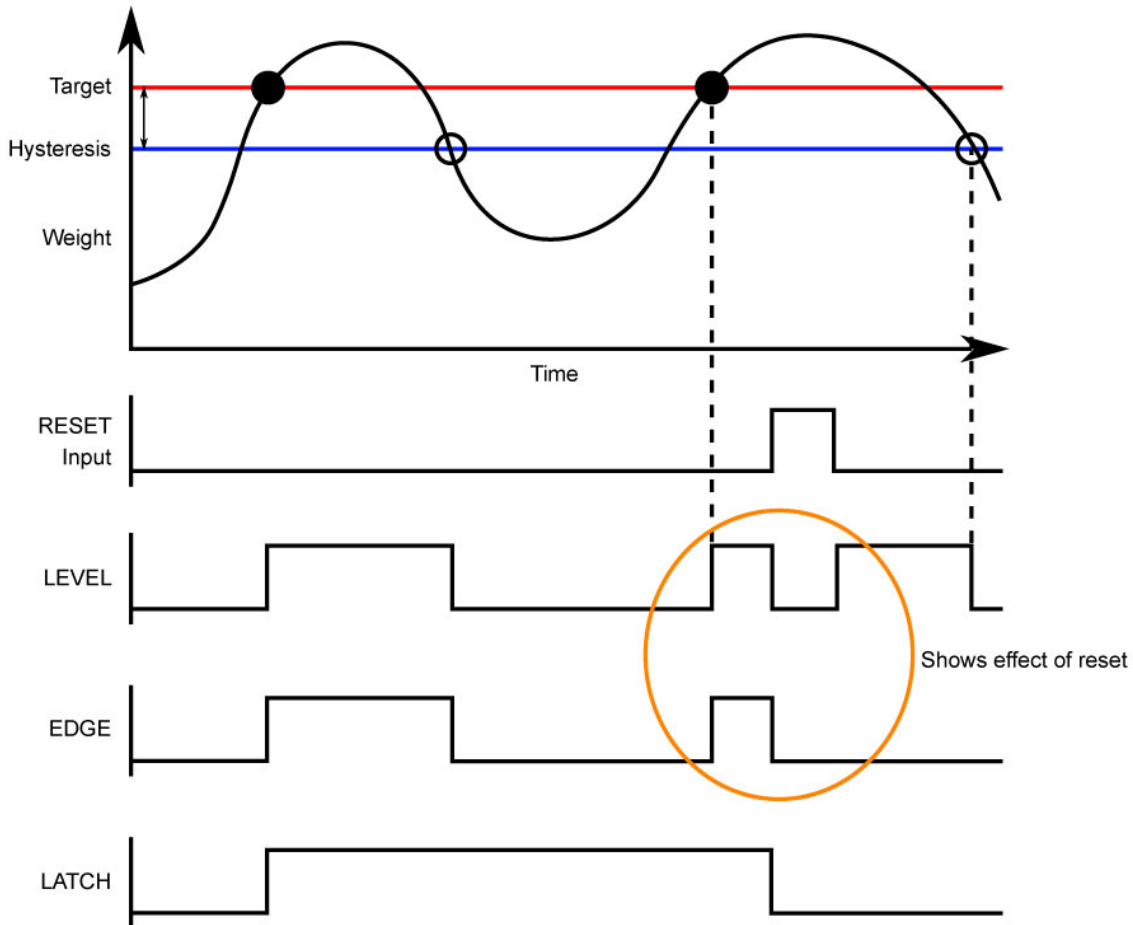 Target
Hysteresis
Weight
Time
RESET
Input
LEVEL
Shows effect of reset
EDGE
LATCH